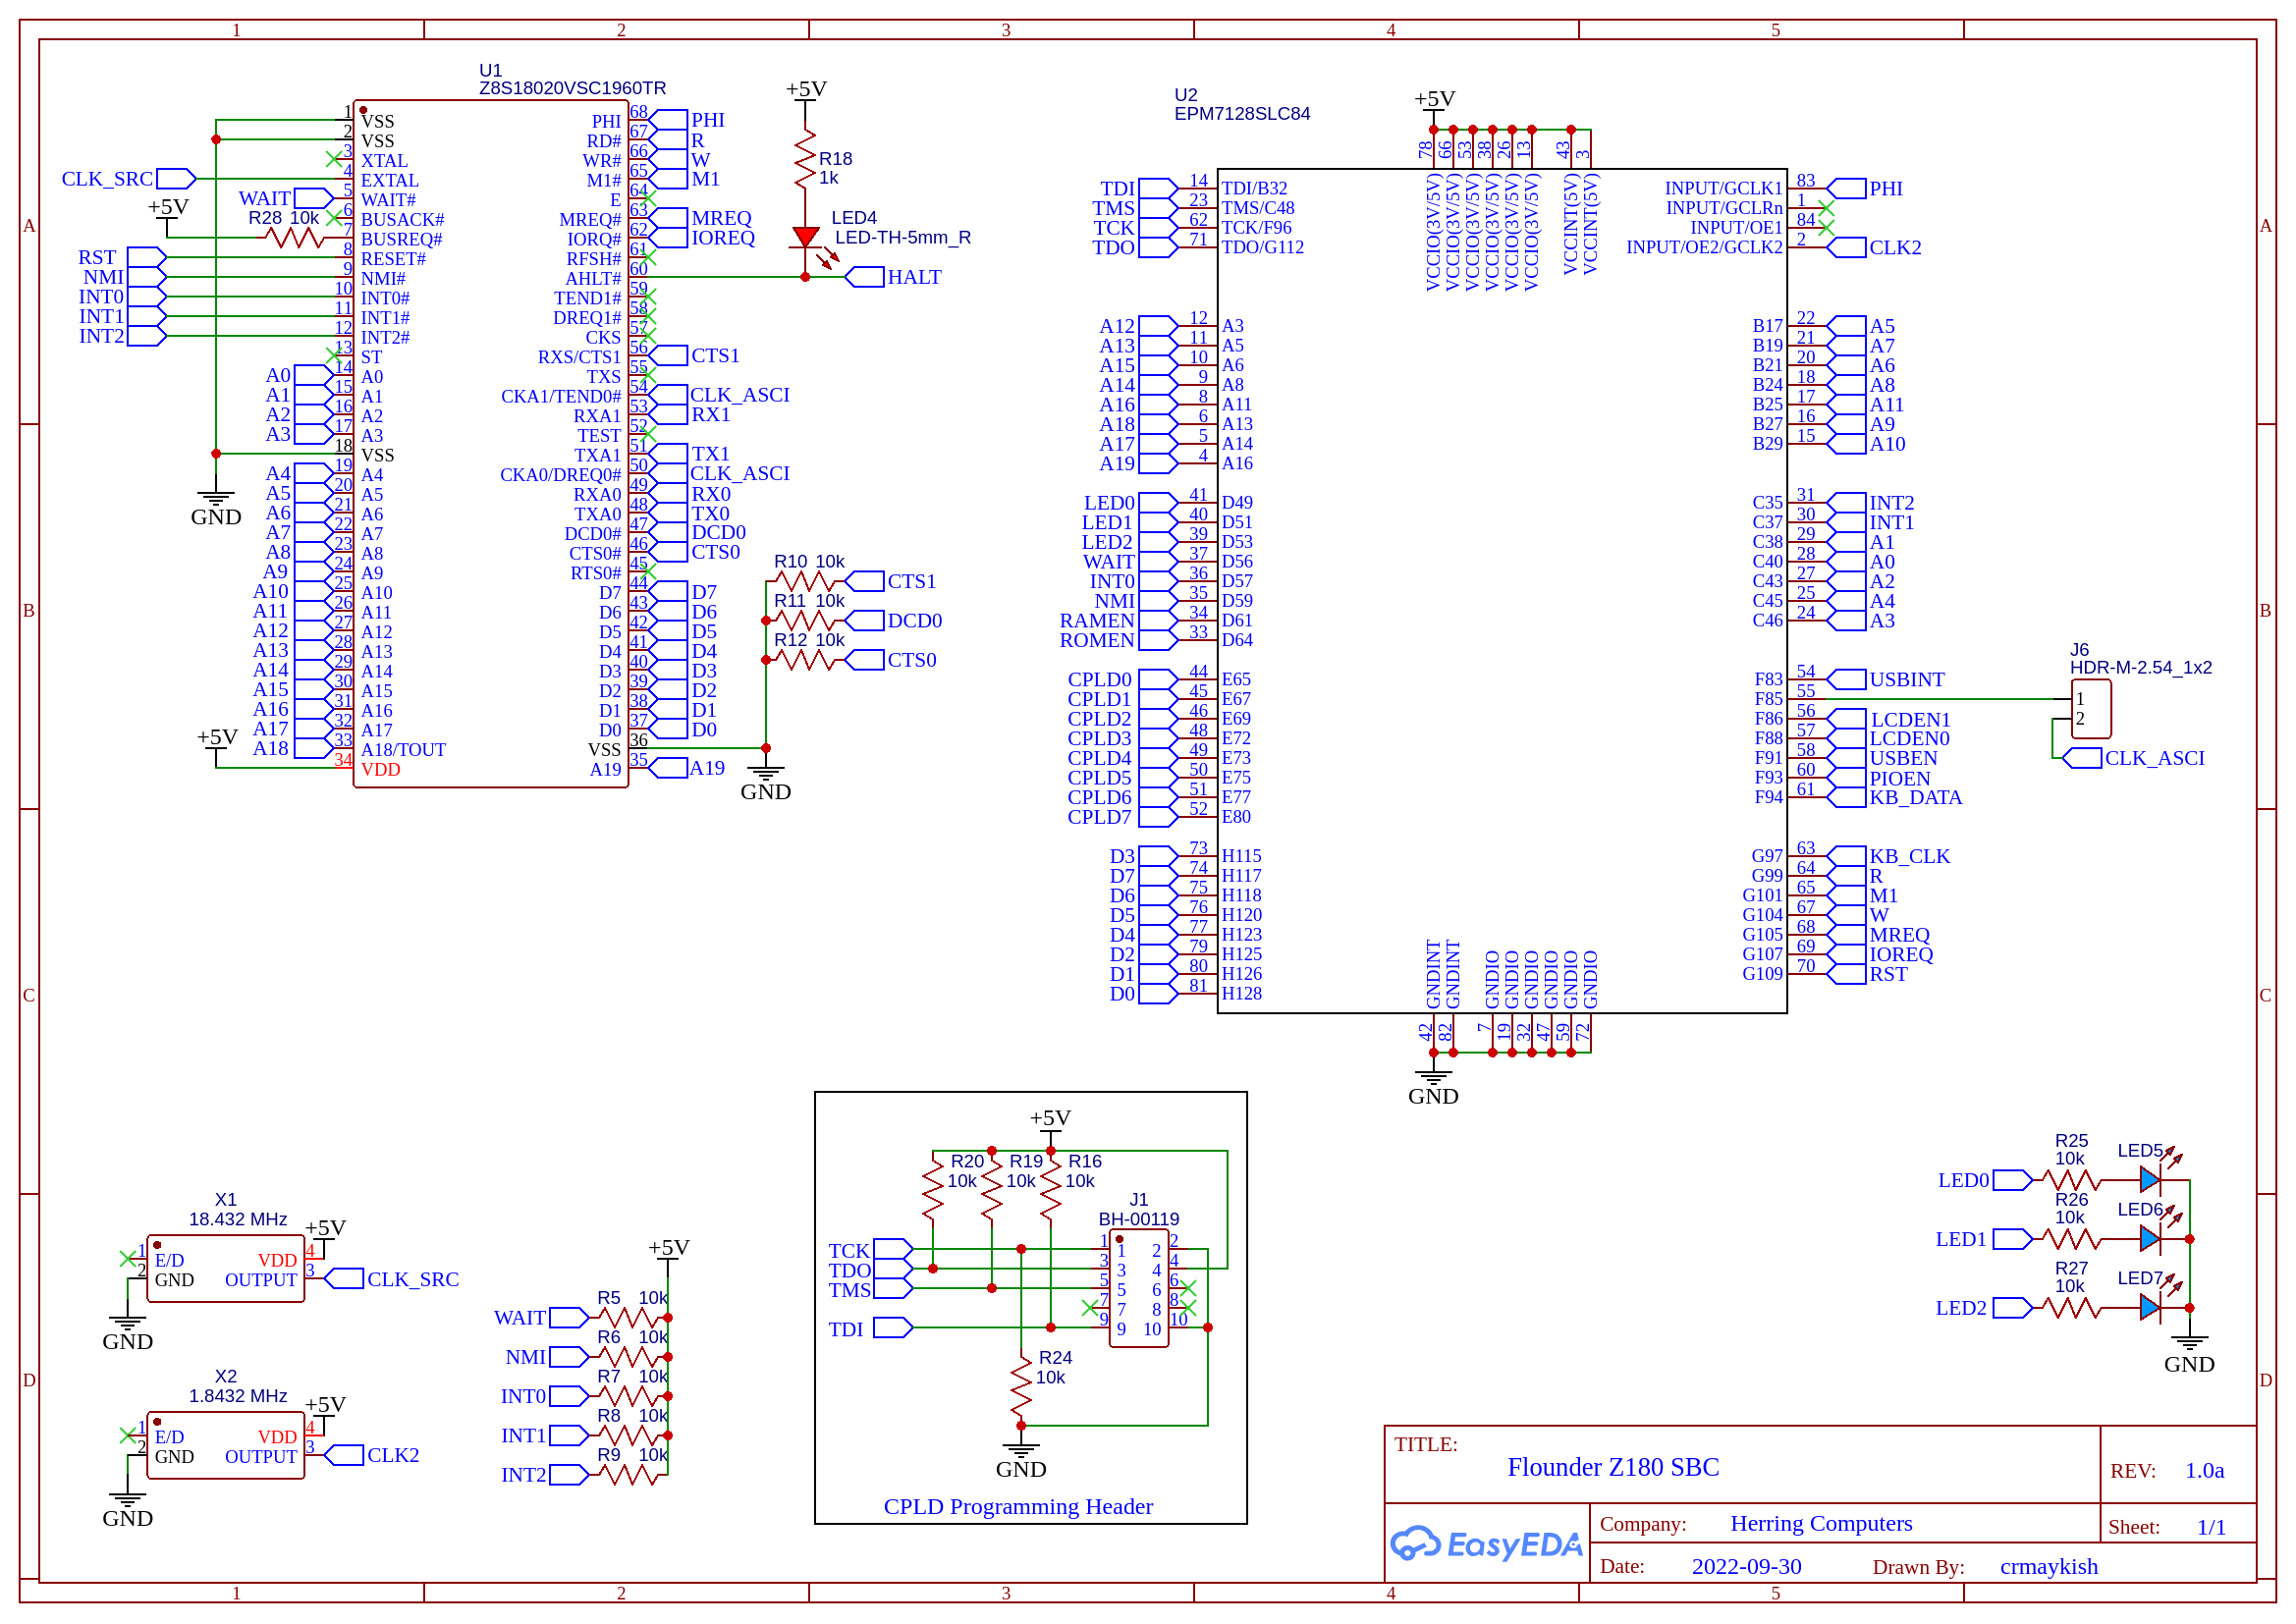 1 2 3 4 5
A
B
C
D
A
B
C
D
1 2 3 4 5
U1
Z8S18020VSC1960TR
1 VSS
2 VSS
3 XTAL
CLK_SRC 4 EXTAL
WAIT 5 WAIT#
6 BUSACK#
+5V
R28 10k 7 BUSREQ#
RST 8 RESET#
NMI 9 NMI#
INT0 10 INT0#
INT1 11 INT1#
INT2 12 INT2#
13 ST
A0 14 A0
A1 15 A1
A2 16 A2
A3 17 A3
18 VSS
A4 19 A4
A5 20 A5
A6 21 A6
A7 22 A7
A8 23 A8
A9 24 A9
A10 25 A10
A11 26 A11
A12 27 A12
A13 28 A13
A14 29 A14
A15 30 A15
A16 31 A16
A17 32 A17
A18 33 A18/TOUT
+5V 34 VDD
GND
PHI 68 PHI
RD# 67 R
WR# 66 W
M1# 65 M1
E 64
MREQ# 63 MREQ
IORQ# 62 IOREQ
RFSH# 61
AHLT# 60 HALT
TEND1# 59
DREQ1# 58
CKS 57
RXS/CTS1 56 CTS1
TXS 55
CKA1/TEND0# 54 CLK_ASCI
RXA1 53 RX1
TEST 52
TXA1 51 TX1
CKA0/DREQ0# 50 CLK_ASCI
RXA0 49 RX0
TXA0 48 TX0
DCD0# 47 DCD0
CTS0# 46 CTS0
RTS0# 45
D7 44 D7
D6 43 D6
D5 42 D5
D4 41 D4
D3 40 D3
D2 39 D2
D1 38 D1
D0 37 D0
VSS 36
A19 35 A19
+5V
R18
1k
LED4
LED-TH-5mm_R
R10 10k CTS1
R11 10k DCD0
R12 10k CTS0
GND
U2
EPM7128SLC84
+5V
78 66 53 38 26 13 43 3
VCCIO(3V/5V) VCCIO(3V/5V) VCCIO(3V/5V) VCCIO(3V/5V) VCCIO(3V/5V) VCCIO(3V/5V) VCCINT(5V) VCCINT(5V)
TDI 14 TDI/B32
TMS 23 TMS/C48
TCK 62 TCK/F96
TDO 71 TDO/G112
A12 12 A3
A13 11 A5
A15 10 A6
A14 9 A8
A16 8 A11
A18 6 A13
A17 5 A14
A19 4 A16
LED0 41 D49
LED1 40 D51
LED2 39 D53
WAIT 37 D56
INT0 36 D57
NMI 35 D59
RAMEN 34 D61
ROMEN 33 D64
CPLD0 44 E65
CPLD1 45 E67
CPLD2 46 E69
CPLD3 48 E72
CPLD4 49 E73
CPLD5 50 E75
CPLD6 51 E77
CPLD7 52 E80
D3 73 H115
D7 74 H117
D6 75 H118
D5 76 H120
D4 77 H123
D2 79 H125
D1 80 H126
D0 81 H128
INPUT/GCLK1 83 PHI
INPUT/GCLRn 1
INPUT/OE1 84
INPUT/OE2/GCLK2 2 CLK2
B17 22 A5
B19 21 A7
B21 20 A6
B24 18 A8
B25 17 A11
B27 16 A9
B29 15 A10
C35 31 INT2
C37 30 INT1
C38 29 A1
C40 28 A0
C43 27 A2
C45 25 A4
C46 24 A3
F83 54 USBINT
F85 55
F86 56 LCDEN1
F88 57 LCDEN0
F91 58 USBEN
F93 60 PIOEN
F94 61 KB_DATA
G97 63 KB_CLK
G99 64 R
G101 65 M1
G104 67 W
G105 68 MREQ
G107 69 IOREQ
G109 70 RST
GNDINT GNDINT GNDIO GNDIO GNDIO GNDIO GNDIO GNDIO
42 82 7 19 32 47 59 72
GND
J6
HDR-M-2.54_1x2
1
2
CLK_ASCI
X1
18.432 MHz
+5V
1 E/D VDD 4
2 GND OUTPUT 3 CLK_SRC
GND
X2
1.8432 MHz
+5V
1 E/D VDD 4
2 GND OUTPUT 3 CLK2
GND
+5V
WAIT R5 10k
NMI R6 10k
INT0 R7 10k
INT1 R8 10k
INT2 R9 10k
+5V
R20 R19 R16
10k 10k 10k
J1
BH-00119
TCK 1 1 2 2
TDO 3 3 4 4
TMS 5 5 6 6
7 7 8 8
TDI 9 9 10 10
R24
10k
GND
CPLD Programming Header
R25
10k
LED0 LED5
R26
10k
LED1 LED6
R27
10k
LED2 LED7
GND
TITLE:
Flounder Z180 SBC
REV: 1.0a
EasyEDA
Company: Herring Computers
Sheet: 1/1
Date: 2022-09-30 Drawn By: crmaykish